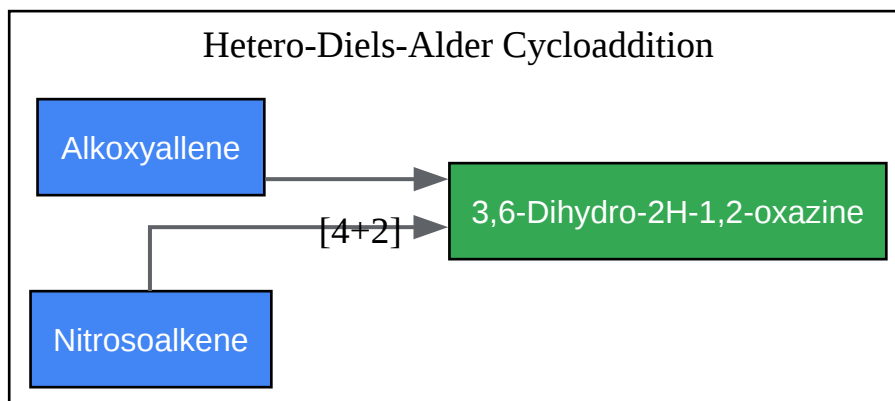 Hetero-Diels-Alder Cycloaddition
Alkoxyallene
3,6-Dihydro-2H-1,2-oxazine
[4+2]
Nitrosoalkene